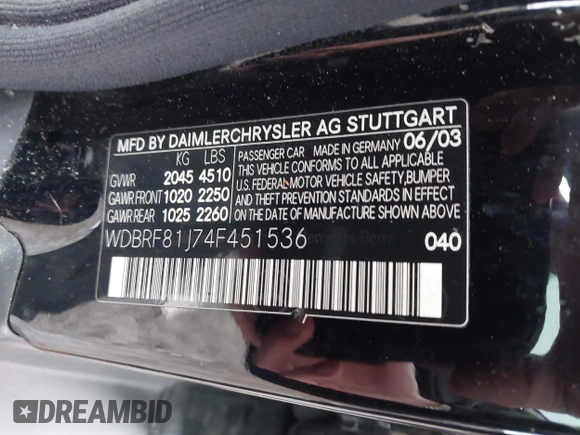 MFD BY DAIMLERCHRYSLER AG STUTTGART
KG LBS
GVWR 2045 4510
GAWR FRONT 1020 2250
GAWR REAR 1025 2260
PASSENGER CAR MADE IN GERMANY 06/03
THIS VEHICLE CONFORMS TO ALL APPLICABLE
U.S. FEDERAL MOTOR VEHICLE SAFETY, BUMPER
AND THEFT PREVENTION STANDARDS IN EFFECT
ON THE DATE OF MANUFACTURE SHOWN ABOVE.
WDBRF81J74F451536
Mercedes-Benz
040
DREAMBID